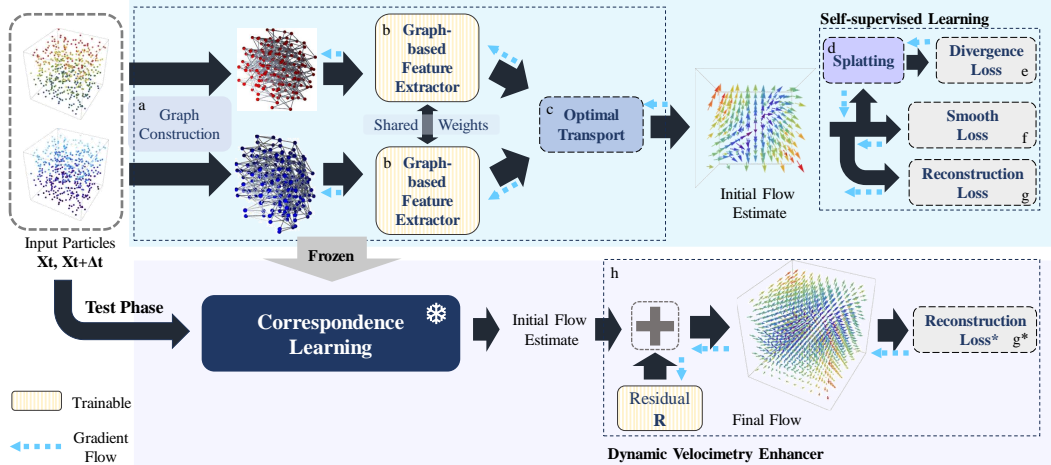 Self-supervised Learning
a
Graph
Construction
b
Graph-
based
Feature
Extractor
Shared Weights
b
Graph-
based
Feature
Extractor
c
Optimal
Transport
Initial Flow
Estimate
d
Splatting
Divergence
Loss
e
Smooth
Loss
f
Reconstruction
Loss
g
Input Particles
Xt, Xt+Δt
Frozen
Test Phase
Correspondence
Learning
Initial Flow
Estimate
h
Residual
R
Final Flow
Reconstruction
Loss*
g*
Dynamic Velocimetry Enhancer
Trainable
Gradient
Flow